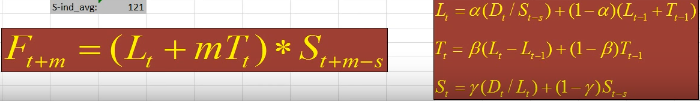 S-ind_avg: 121
F_{t+m} = (L_t + mT_t) * S_{t+m-s}
L_t = α(D_t / S_{t-s}) + (1-α)(L_{t-1} + T_{t-1})
T_t = β(L_t - L_{t-1}) + (1-β)T_{t-1}
S_t = γ(D_t / L_t) + (1-γ)S_{t-s}